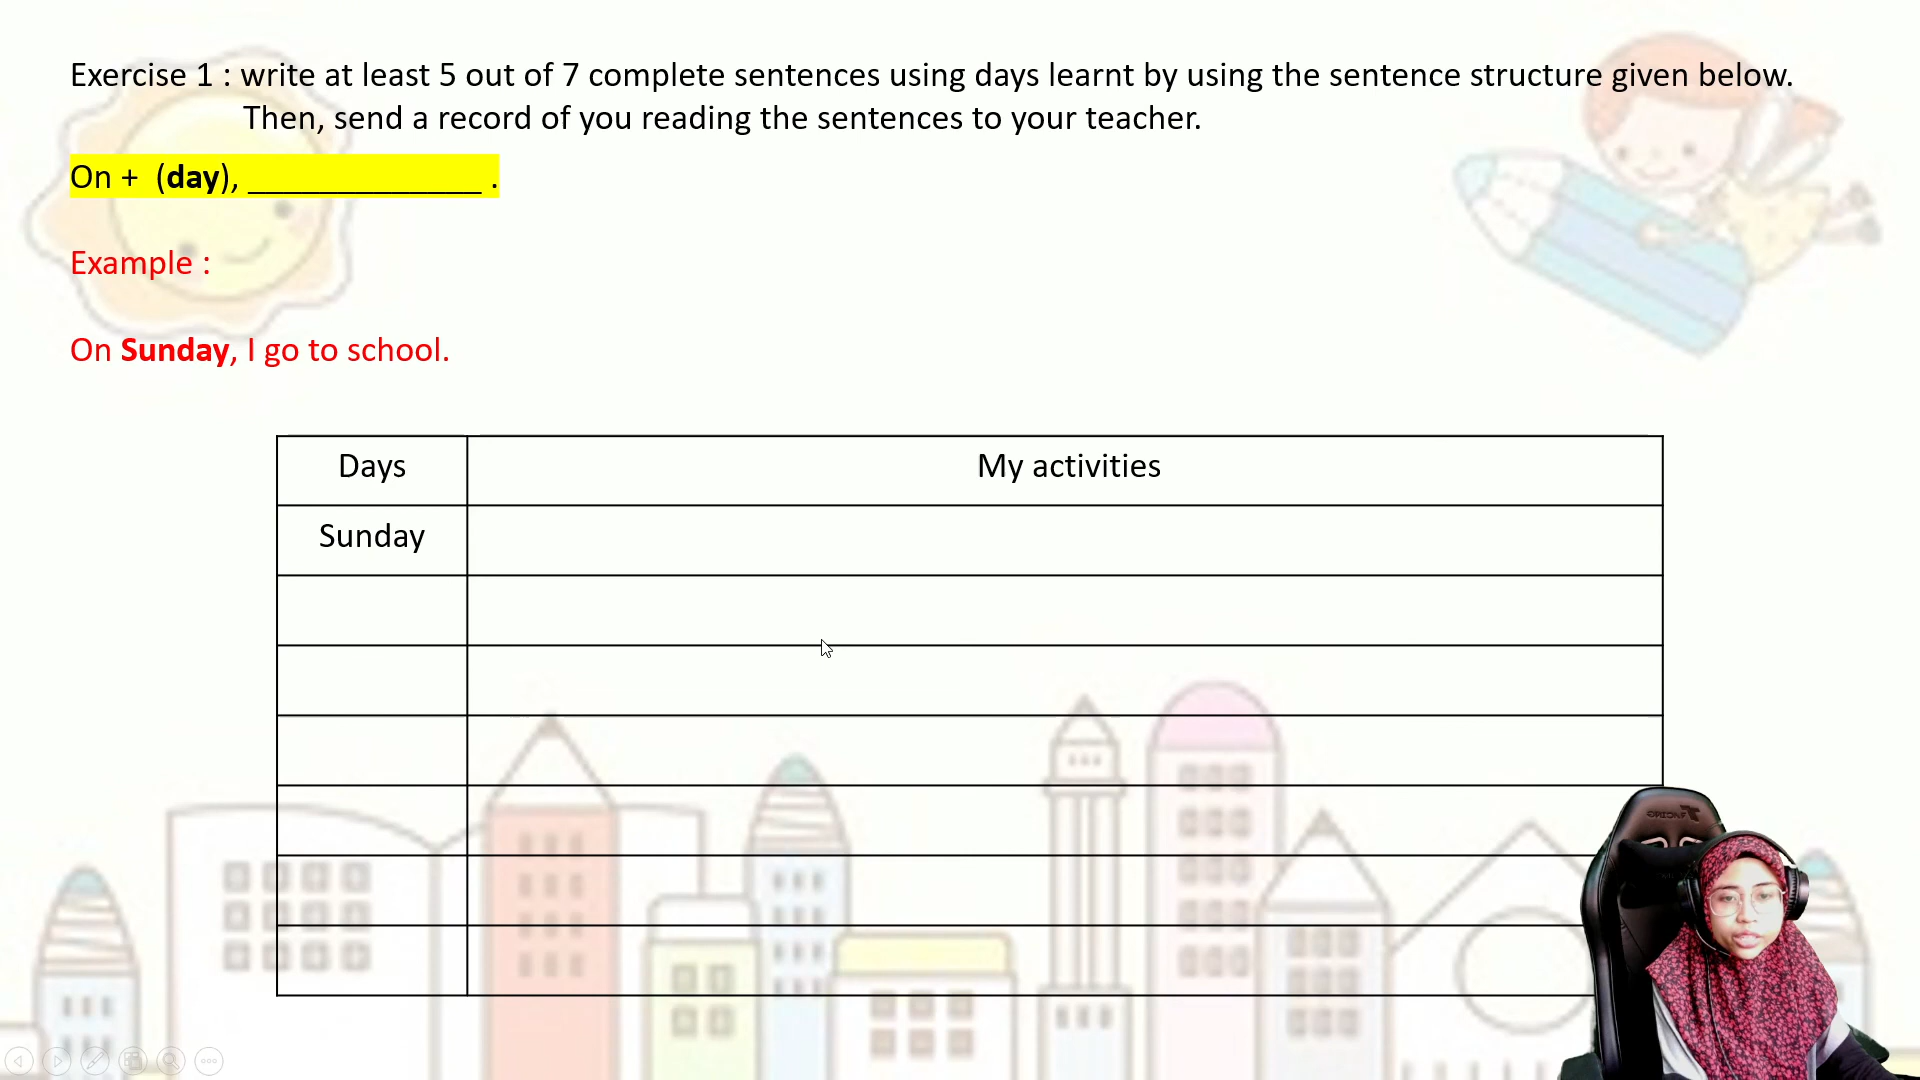 Exercise 1 : write at least 5 out of 7 complete sentences using days learnt by using the sentence structure given below.
Then, send a record of you reading the sentences to your teacher.
On + (day), _____________ .
Example :
On Sunday, I go to school.
Days My activities
Sunday